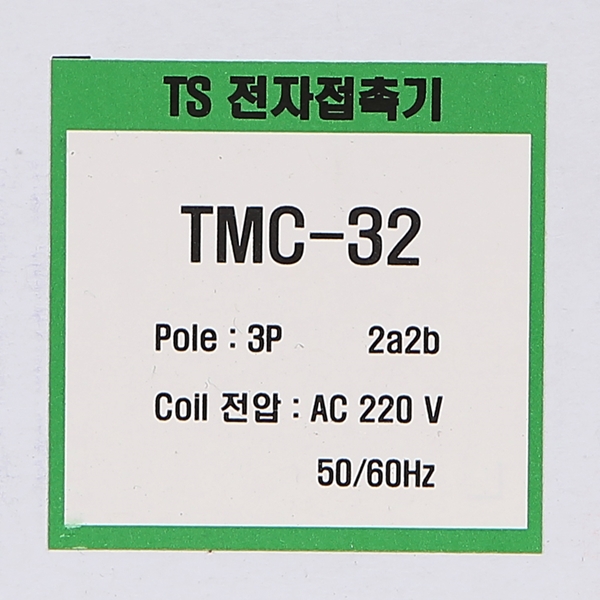 TS 전자접촉기
TMC-32
Pole : 3P 2a2b
Coil 전압 : AC 220 V
50/60Hz